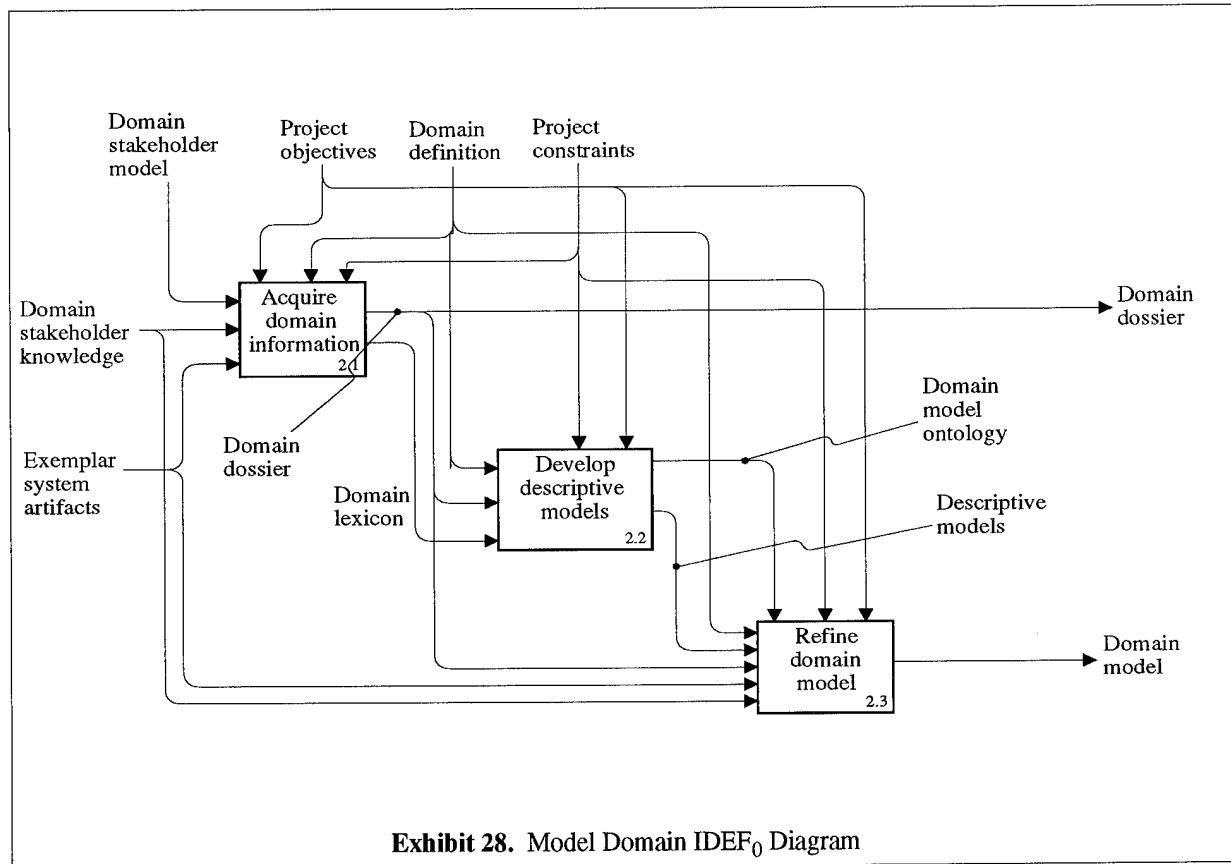 Domain
stakeholder
model
Project
objectives
Domain
definition
Project
constraints
Acquire
domain
information
2.1
Domain
stakeholder
knowledge
Domain
dossier
Domain
model
ontology
Domain
dossier
Exemplar
system
artifacts
Develop
descriptive
models
2.2
Domain
lexicon
Descriptive
models
Refine
domain
model
2.3
Domain
model
Exhibit 28. Model Domain IDEF0 Diagram